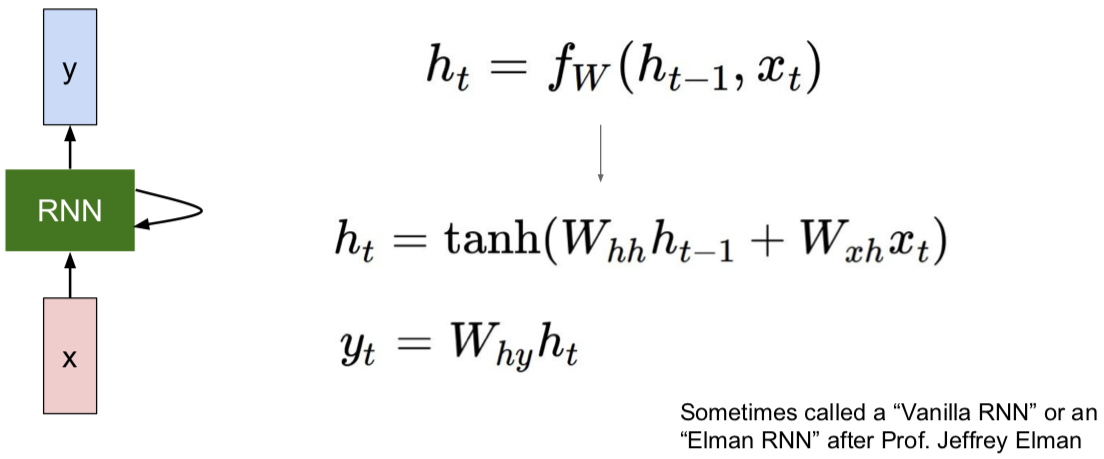 y
RNN
x
h_t = f_W(h_{t-1}, x_t)
h_t = tanh(W_{hh}h_{t-1} + W_{xh}x_t)
y_t = W_{hy}h_t
Sometimes called a “Vanilla RNN” or an
“Elman RNN” after Prof. Jeffrey Elman